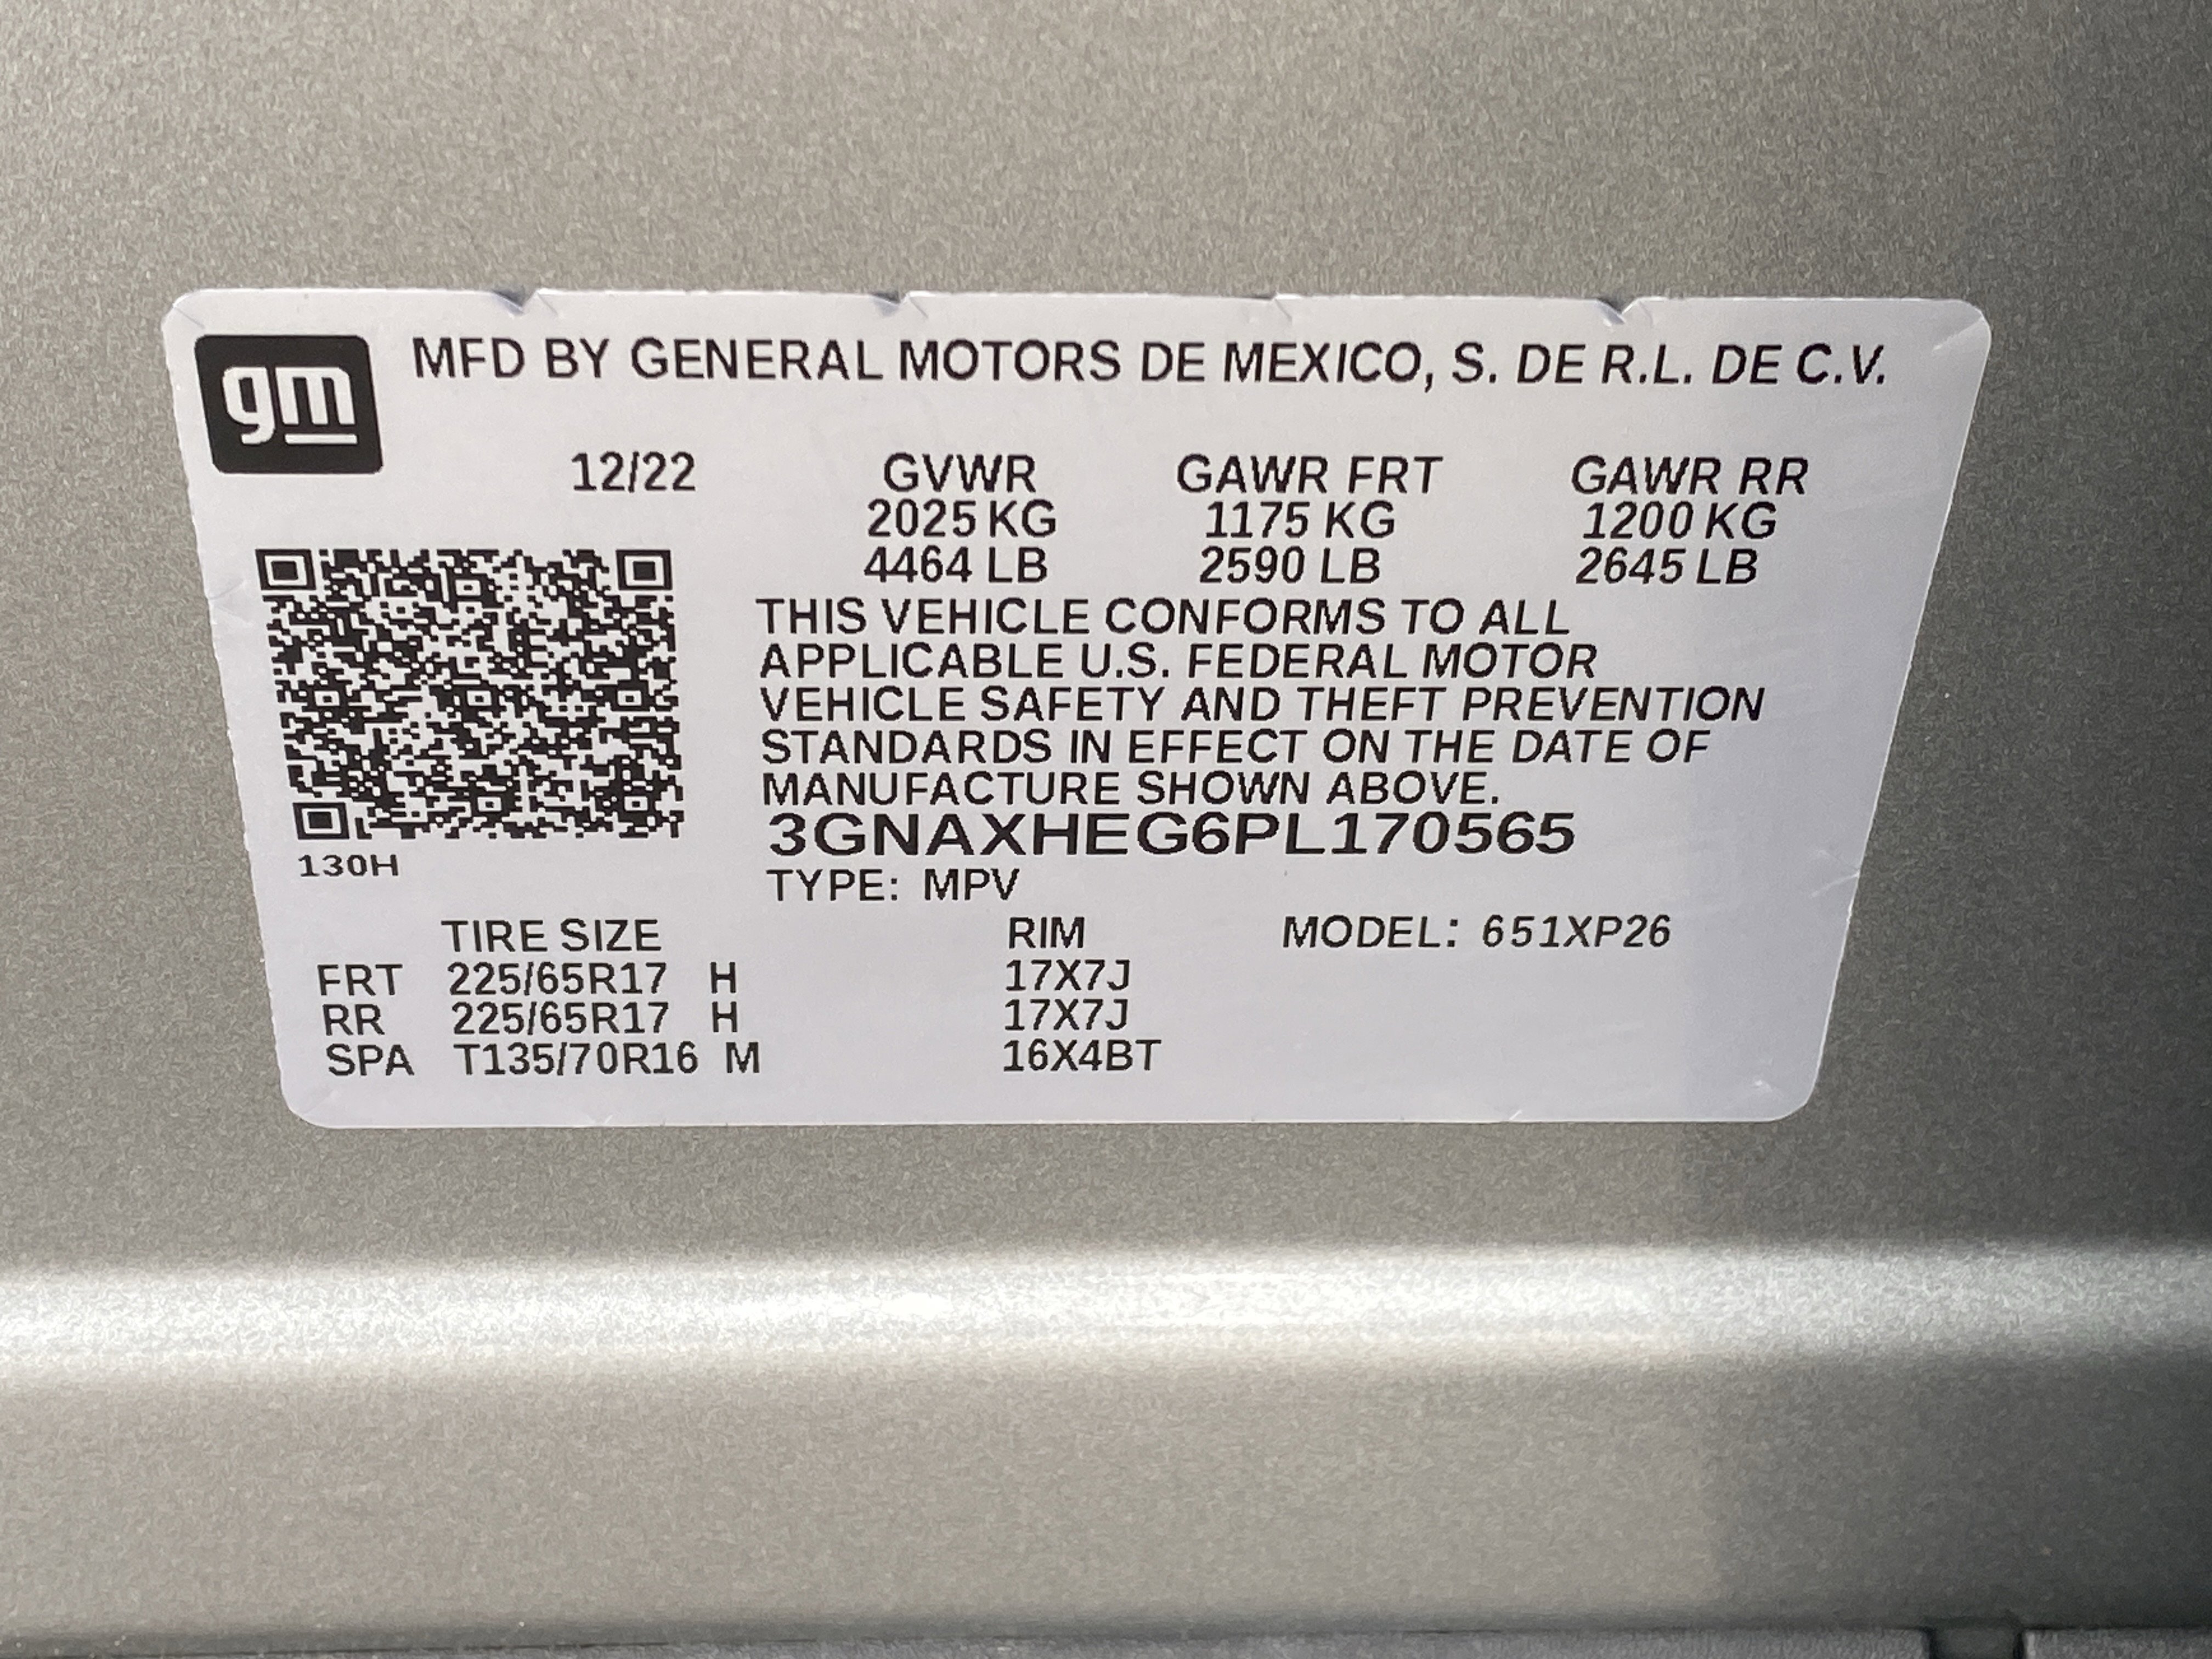 gm MFD BY GENERAL MOTORS DE MEXICO, S. DE R.L. DE C.V.
12/22 GVWR GAWR FRT GAWR RR
2025 KG 1175 KG 1200 KG
4464 LB 2590 LB 2645 LB
THIS VEHICLE CONFORMS TO ALL
APPLICABLE U.S. FEDERAL MOTOR
VEHICLE SAFETY AND THEFT PREVENTION
STANDARDS IN EFFECT ON THE DATE OF
MANUFACTURE SHOWN ABOVE.
3GNAXHEG6PL170565
130H
TYPE: MPV
TIRE SIZE RIM MODEL: 651XP26
FRT 225/65R17 H 17X7J
RR 225/65R17 H 17X7J
SPA T135/70R16 M 16X4BT